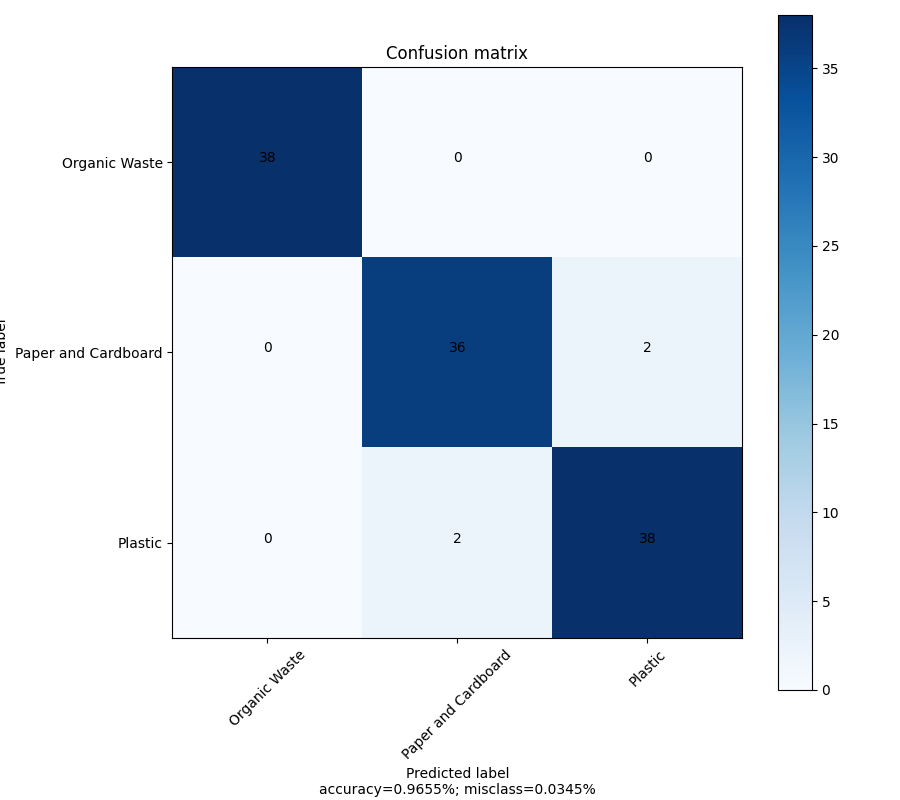 Confusion matrix
Organic Waste
38
0
0
Paper and Cardboard
0
36
2
Plastic
0
2
38
Organic Waste
Paper and Cardboard
Plastic
Predicted label
accuracy=0.9655%; misclass=0.0345%
35
30
25
20
15
10
5
0